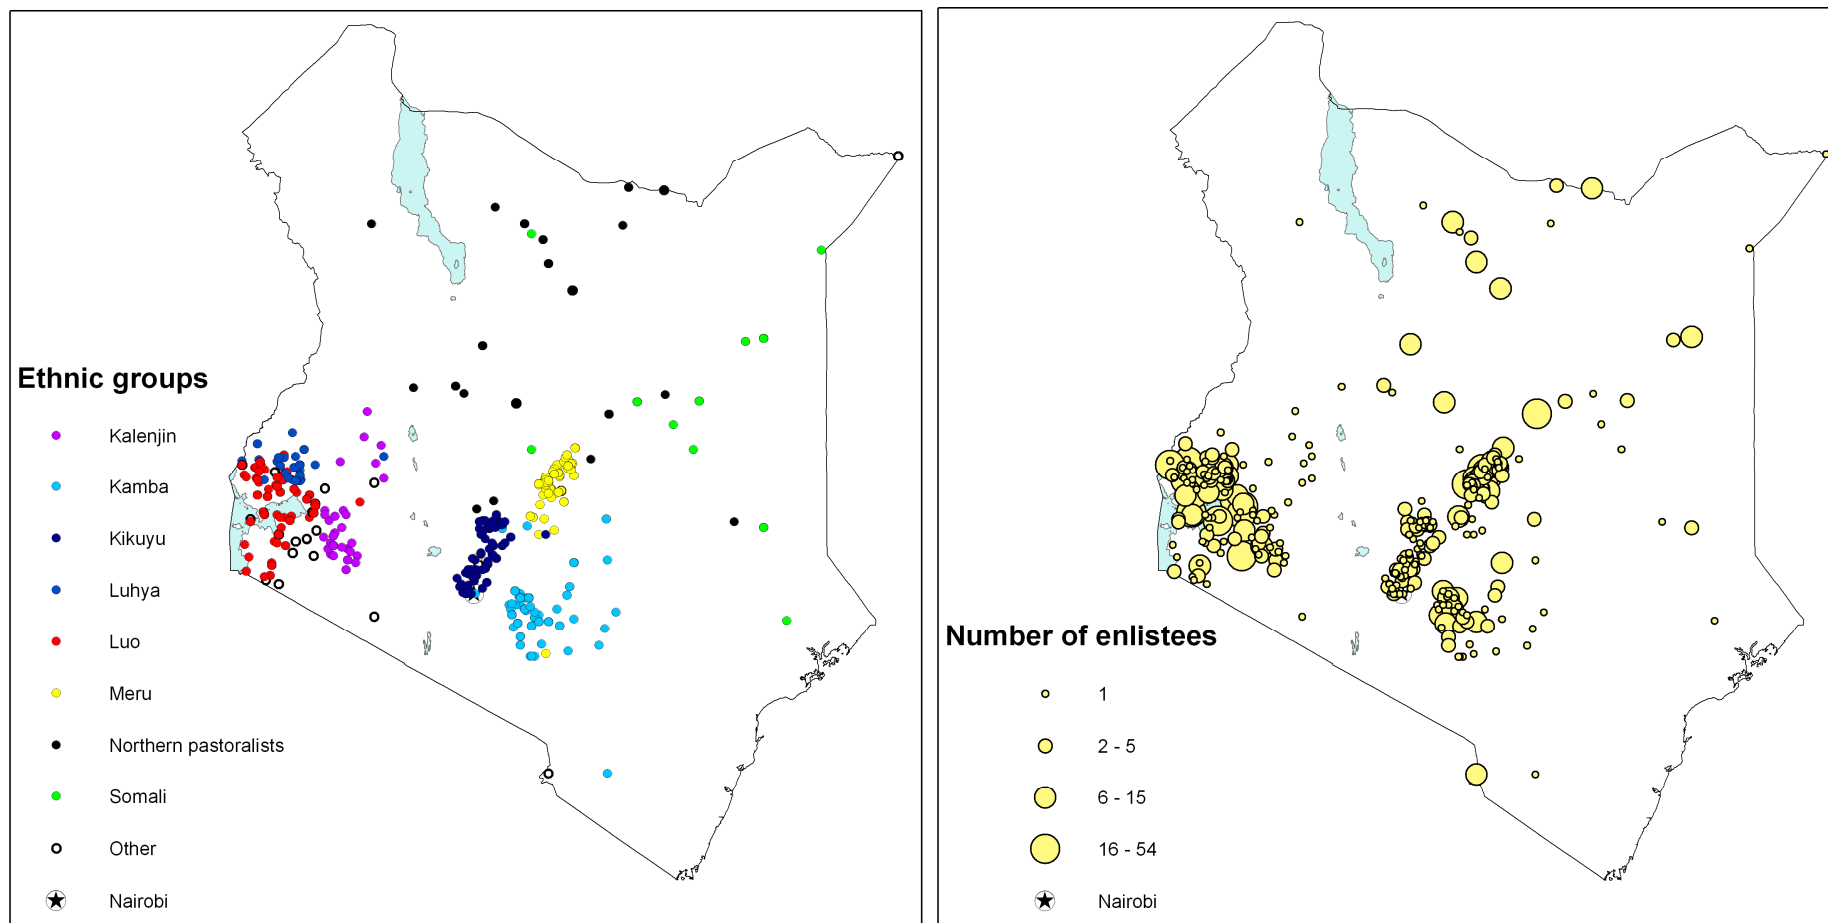 Ethnic groups
Kalenjin
Kamba
Kikuyu
Luhya
Luo
Meru
Northern pastoralists
Somali
Other
Nairobi
Number of enlistees
1
2 - 5
6 - 15
16 - 54
Nairobi